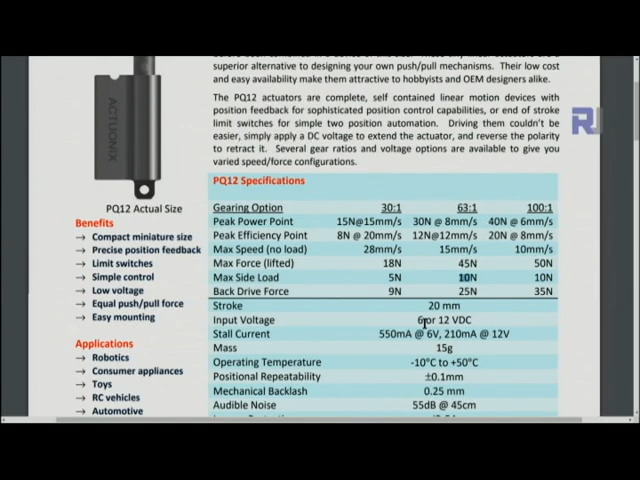 superior alternative to designing your own push/pull mechanisms. Their low cost
and easy availability make them attractive to hobbyists and OEM designers alike.
The PQ12 actuators are complete, self contained linear motion devices with
position feedback for sophisticated position control capabilities, or end of stroke
limit switches for simple two position automation. Driving them couldn't be
easier, simply apply a DC voltage to extend the actuator, and reverse the polarity
to retract it. Several gear ratios and voltage options are available to give you
varied speed/force configurations.
ACTUONIX
PQ12 Actual Size
Benefits
→ Compact miniature size
→ Precise position feedback
→ Limit switches
→ Simple control
→ Low voltage
→ Equal push/pull force
→ Easy mounting
Applications
→ Robotics
→ Consumer appliances
→ Toys
→ RC vehicles
→ Automotive
PQ12 Specifications
Gearing Option 30:1 63:1 100:1
Peak Power Point 15N@15mm/s 30N @ 8mm/s 40N @ 6mm/s
Peak Efficiency Point 8N @ 20mm/s 12N@12mm/s 20N @ 8mm/s
Max Speed (no load) 28mm/s 15mm/s 10mm/s
Max Force (lifted) 18N 45N 50N
Max Side Load 5N 10N 10N
Back Drive Force 9N 25N 35N
Stroke 20 mm
Input Voltage 6 or 12 VDC
Stall Current 550mA @ 6V, 210mA @ 12V
Mass 15g
Operating Temperature -10°C to +50°C
Positional Repeatability ±0.1mm
Mechanical Backlash 0.25 mm
Audible Noise 55dB @ 45cm